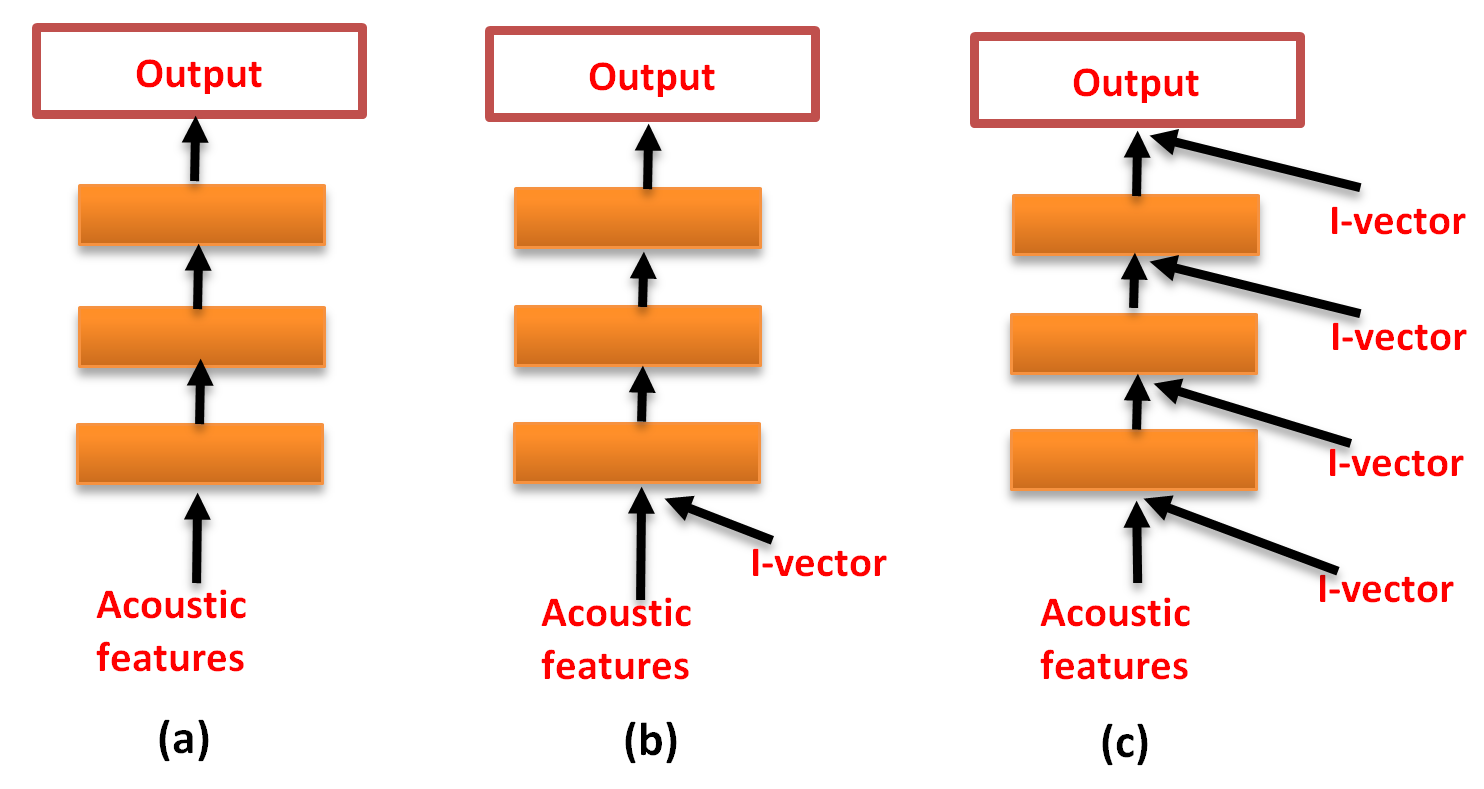 Output
Acoustic
features
(a)
Output
I-vector
Acoustic
features
(b)
Output
I-vector
I-vector
I-vector
I-vector
Acoustic
features
(c)